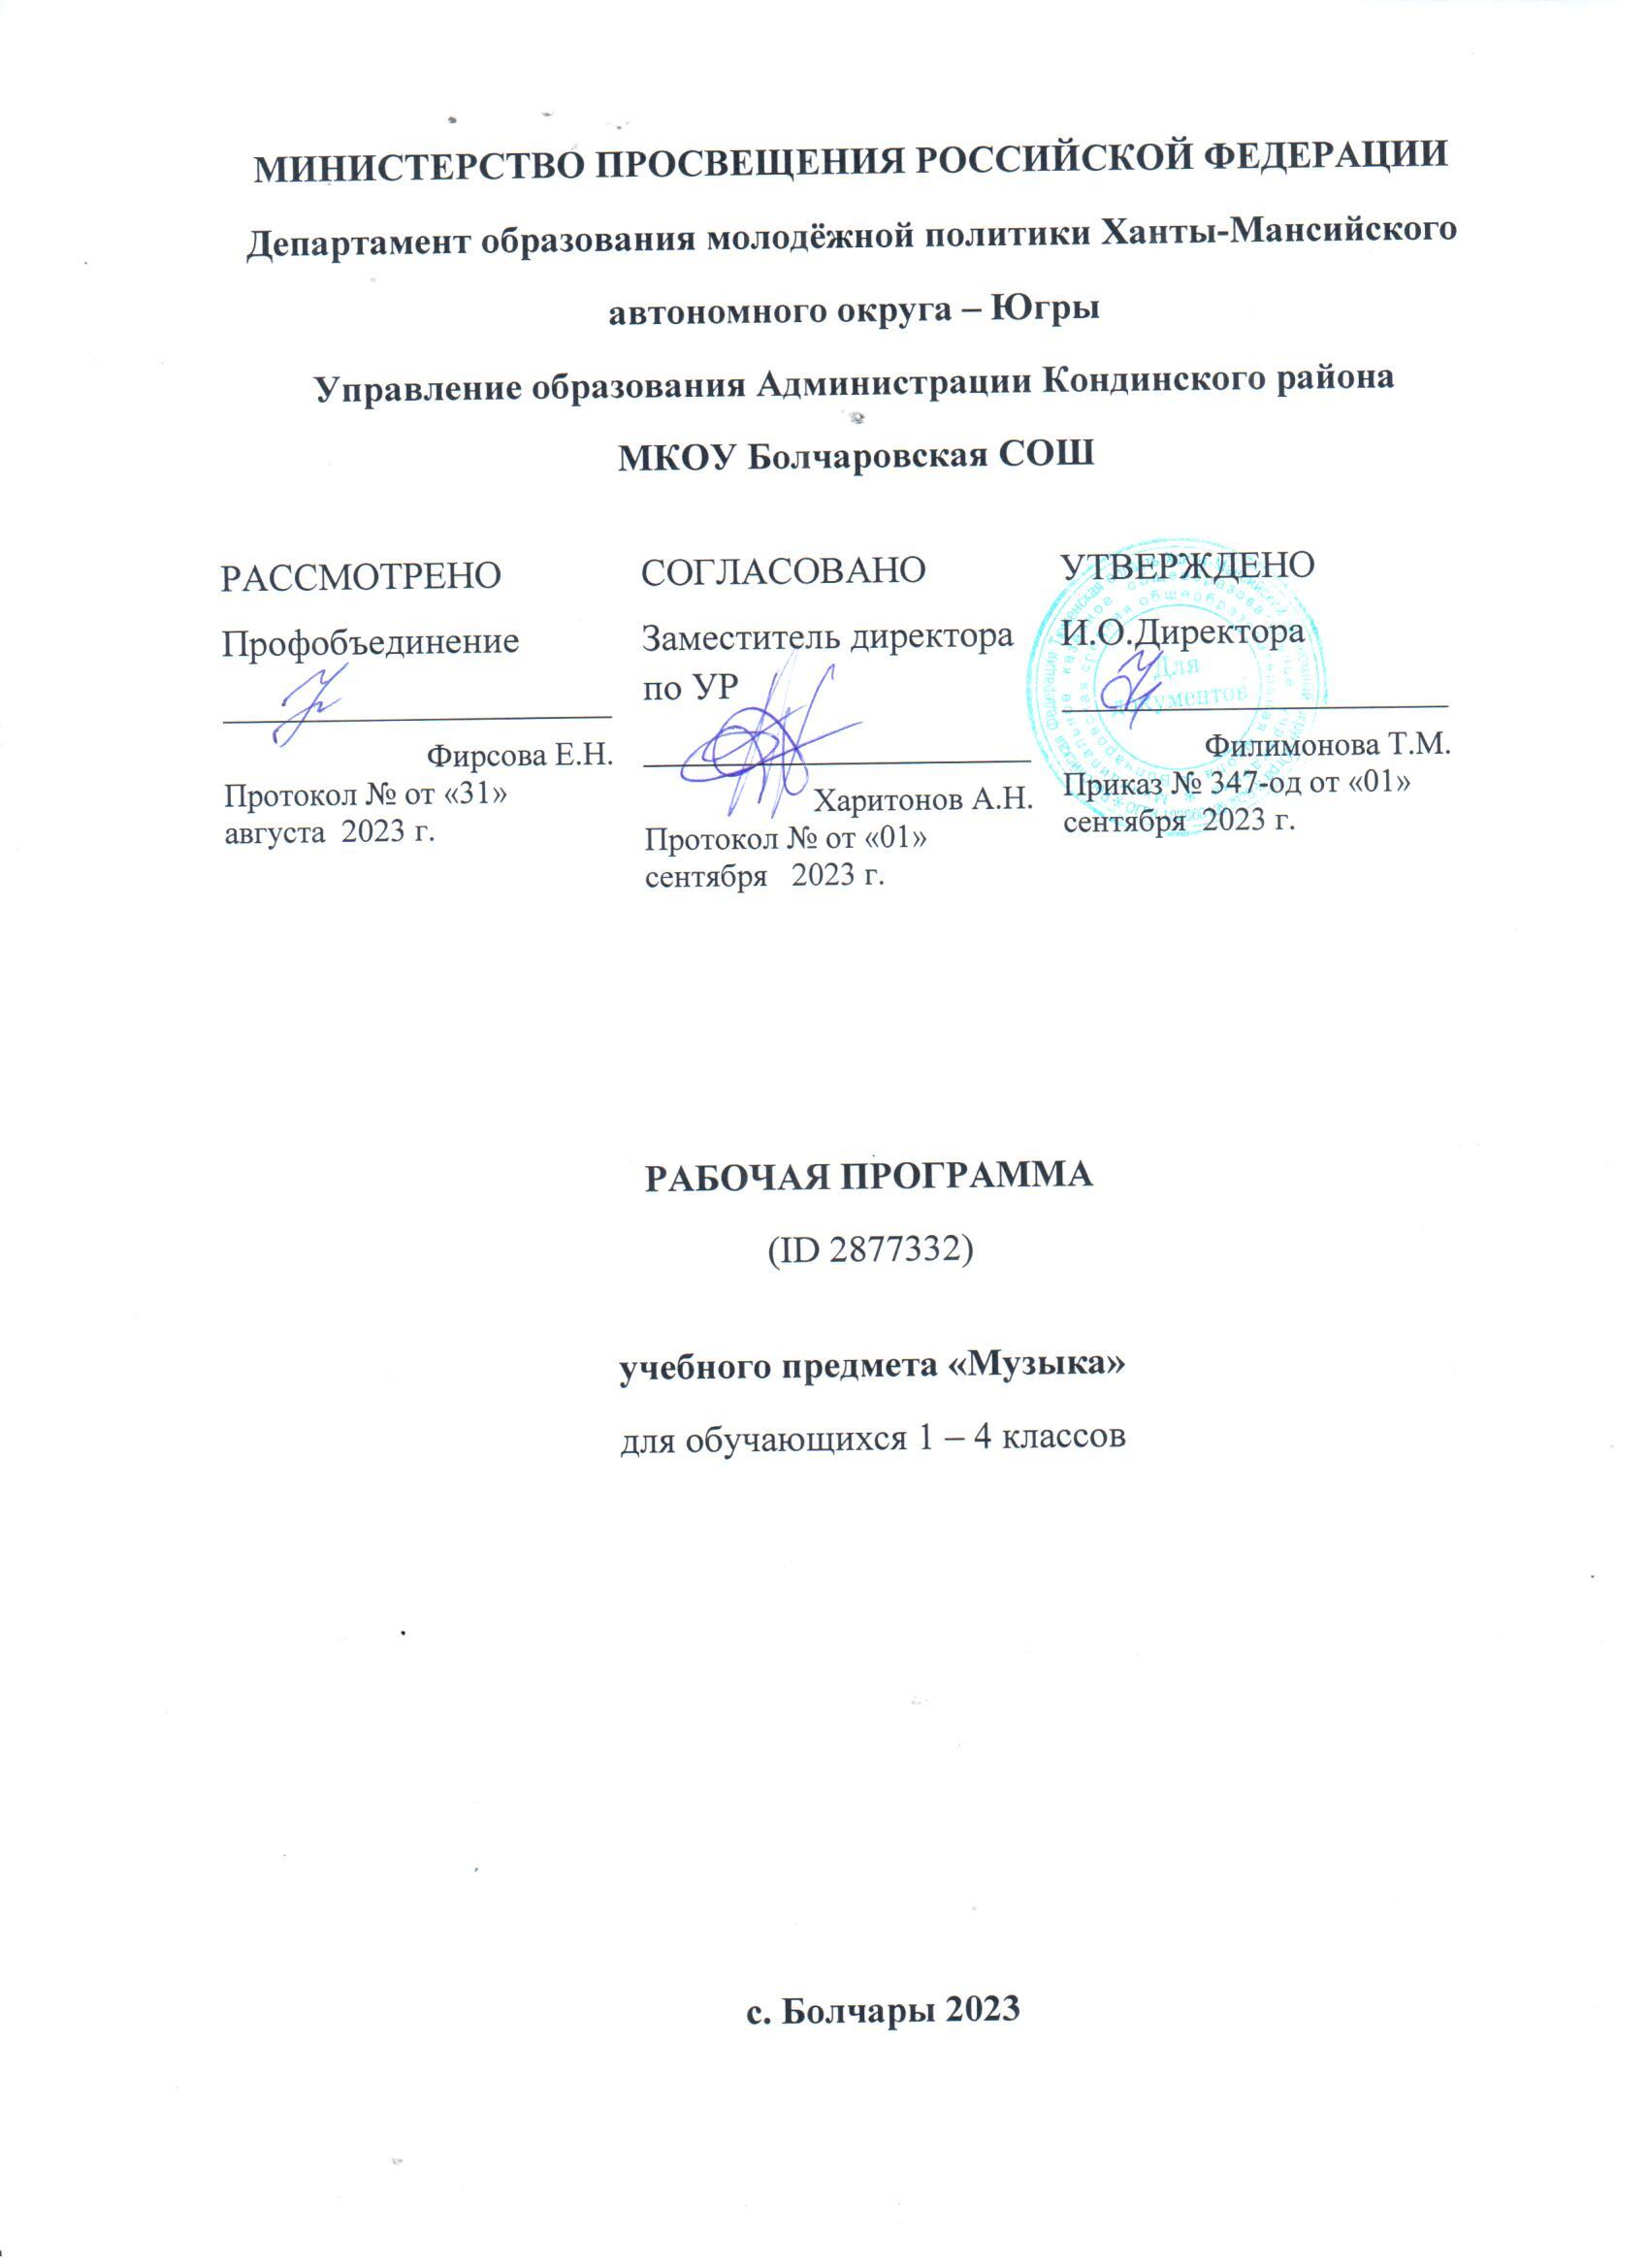 МИНИСТЕРСТВО ПРОСВЕЩЕНИЯ РОССИЙСКОЙ ФЕДЕРАЦИИ
Департамент образования молодёжной политики Ханты-Мансийского
автономного округа – Югры
Управление образования Администрации Кондинского района
МКОУ Болчаровская СОШ
РАССМОТРЕНО
Профобъединение
Фирсова Е.Н.
Протокол № от «31»
августа 2023 г.
СОГЛАСОВАНО
Заместитель директора
по УР
Харитонов А.Н.
Протокол № от «01»
сентября 2023 г.
УТВЕРЖДЕНО
И.О.Директора
Для
документов
Филимонова Т.М.
Приказ № 347-од от «01»
сентября 2023 г.
РАБОЧАЯ ПРОГРАММА
(ID 2877332)
учебного предмета «Музыка»
для обучающихся 1 – 4 классов
с. Болчары 2023